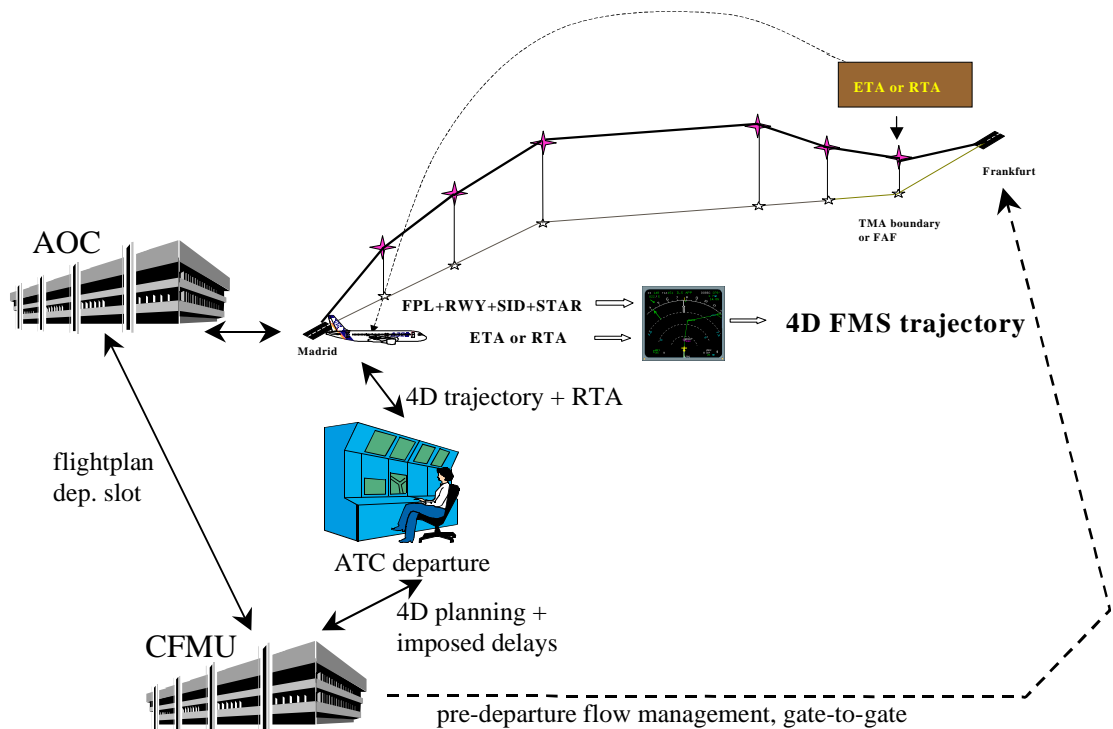 ETA or RTA
Frankfurt
TMA boundary
or FAF
AOC
FPL+RWY+SID+STAR
4D FMS trajectory
ETA or RTA
Madrid
4D trajectory + RTA
flightplan
dep. slot
ATC departure
4D planning +
imposed delays
CFMU
pre-departure flow management, gate-to-gate